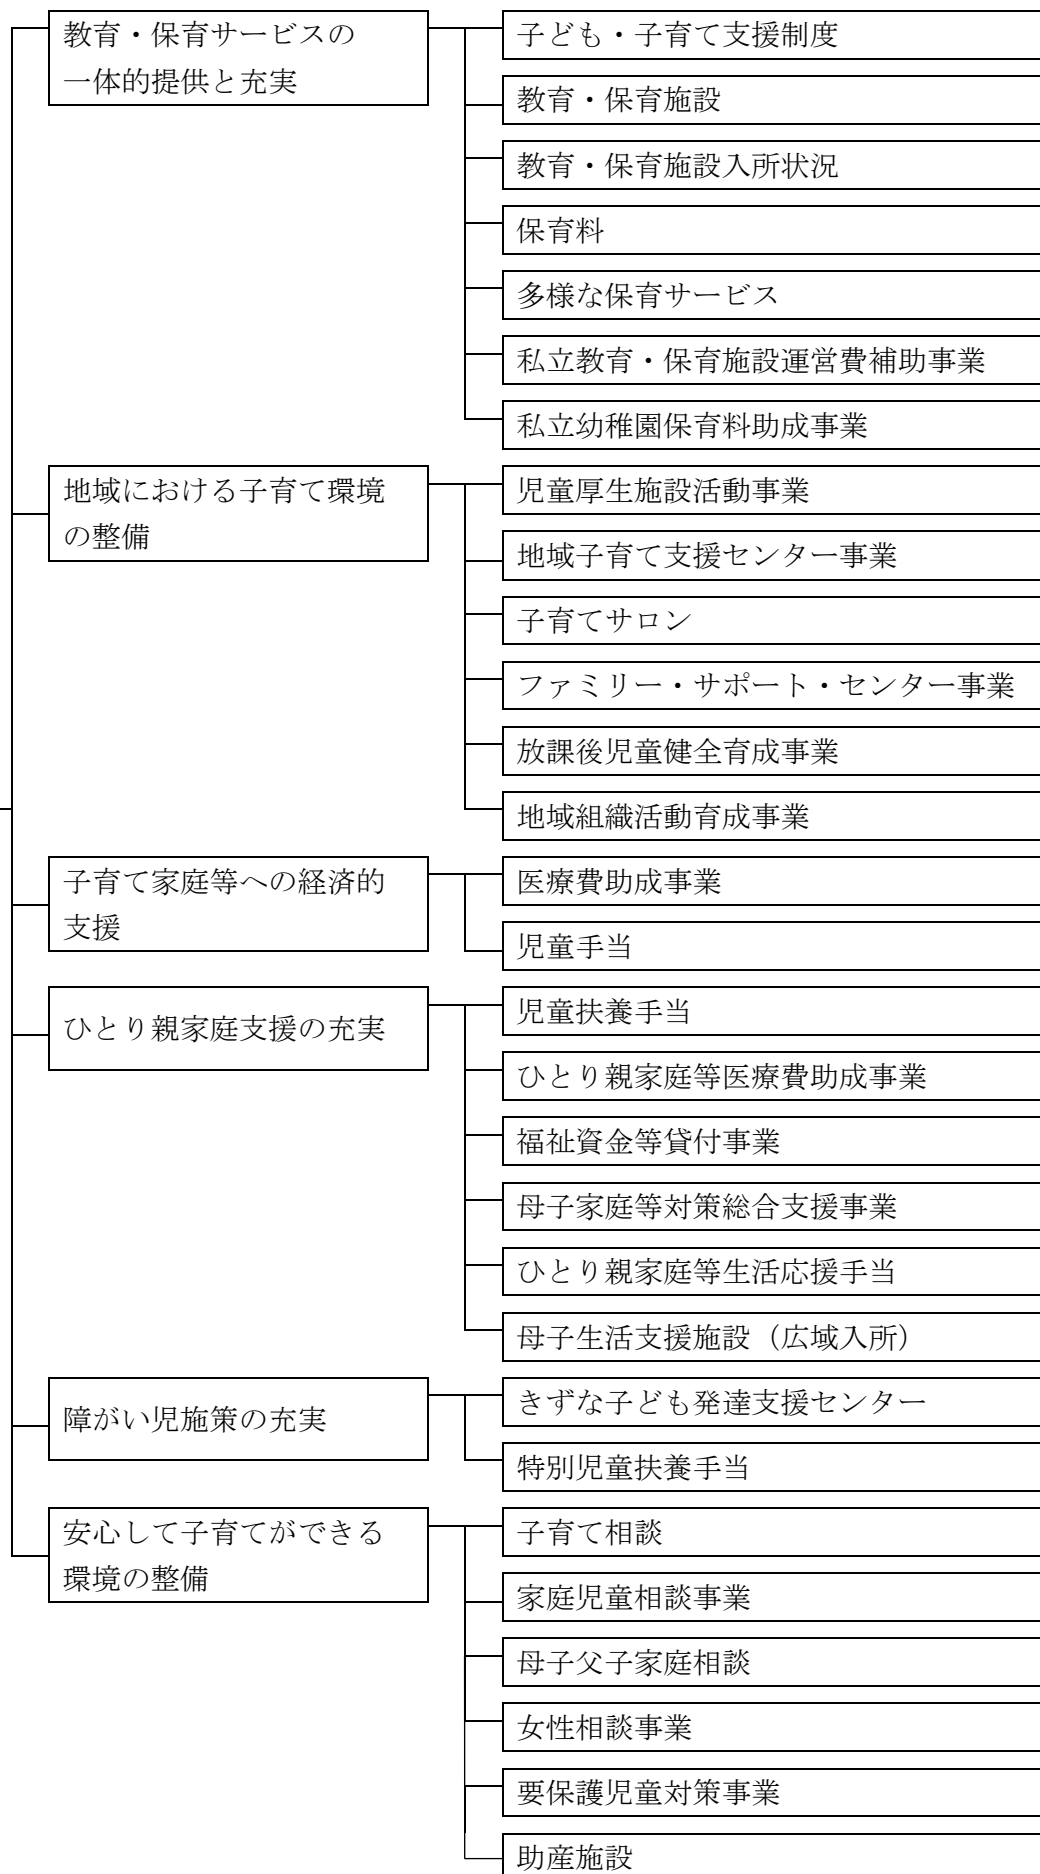 教育・保育サービスの
一体的提供と充実
子ども・子育て支援制度
教育・保育施設
教育・保育施設入所状況
保育料
多様な保育サービス
私立教育・保育施設運営費補助事業
私立幼稚園保育料助成事業
地域における子育て環境
の整備
児童厚生施設活動事業
地域子育て支援センター事業
子育てサロン
ファミリー・サポート・センター事業
放課後児童健全育成事業
地域組織活動育成事業
子育て家庭等への経済的
支援
医療費助成事業
児童手当
ひとり親家庭支援の充実
児童扶養手当
ひとり親家庭等医療費助成事業
福祉資金等貸付事業
母子家庭等対策総合支援事業
ひとり親家庭等生活応援手当
母子生活支援施設（広域入所）
障がい児施策の充実
きずな子ども発達支援センター
特別児童扶養手当
安心して子育てができる
環境の整備
子育て相談
家庭児童相談事業
母子父子家庭相談
女性相談事業
要保護児童対策事業
助産施設